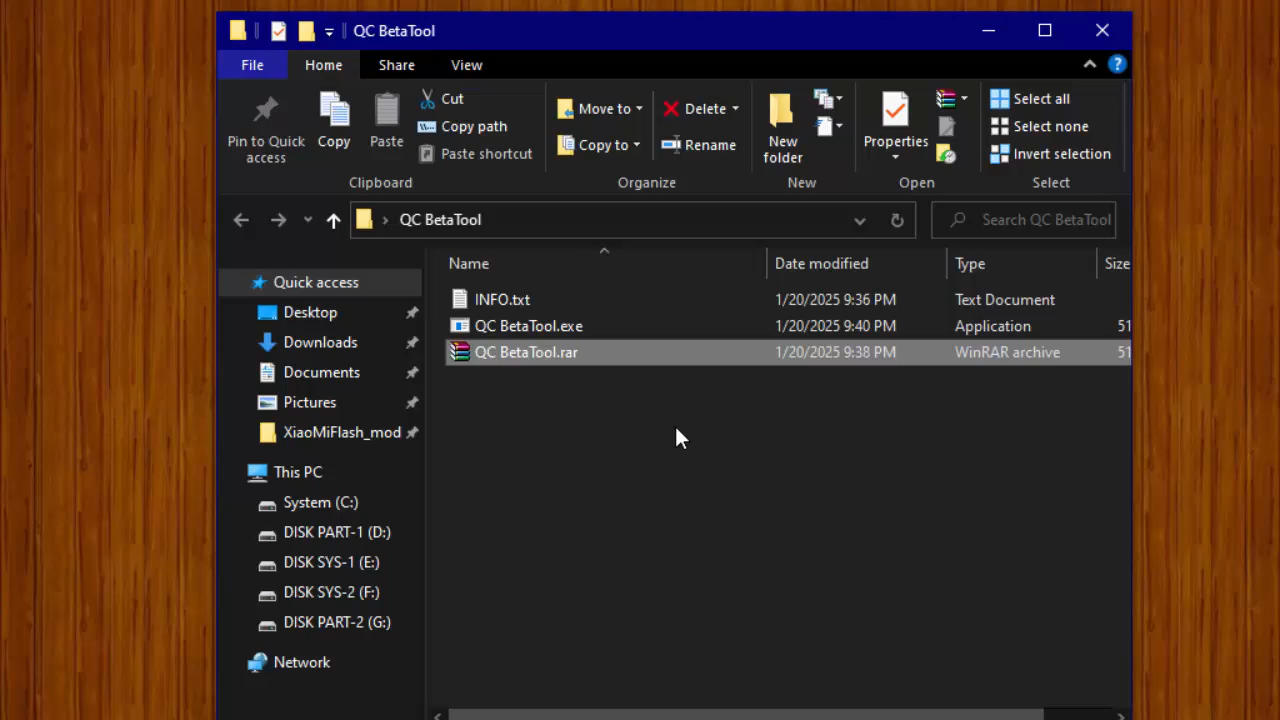 QC BetaTool
File Home Share View
Pin to Quick access
Copy
Paste
Cut
Copy path
Paste shortcut
Clipboard
Move to
Copy to
Delete
Rename
Organize
New folder
New
Properties
Open
Select all
Select none
Invert selection
Select
QC BetaTool
Search QC BetaTool
Name Date modified Type Size
INFO.txt 1/20/2025 9:36 PM Text Document
QC BetaTool.exe 1/20/2025 9:40 PM Application 51
QC BetaTool.rar 1/20/2025 9:38 PM WinRAR archive 51
Quick access
Desktop
Downloads
Documents
Pictures
XiaoMiFlash_mod
This PC
System (C:)
DISK PART-1 (D:)
DISK SYS-1 (E:)
DISK SYS-2 (F:)
DISK PART-2 (G:)
Network